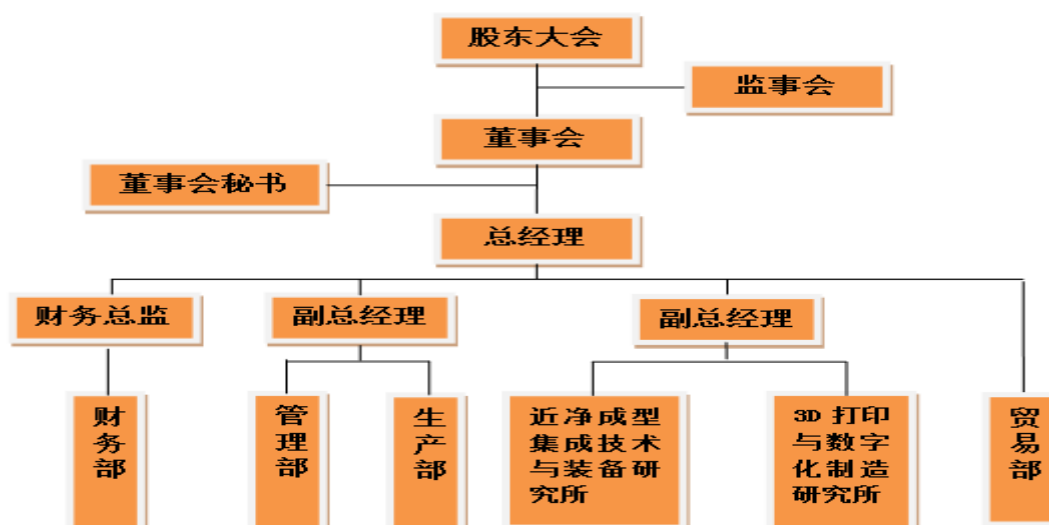 股东大会
监事会
董事会
董事会秘书
总经理
财务总监
副总经理
副总经理
财务部
管理部
生产部
近净成型
集成技术
与装备研
究所
3D 打印
与数字
化制造
研究所
贸易部